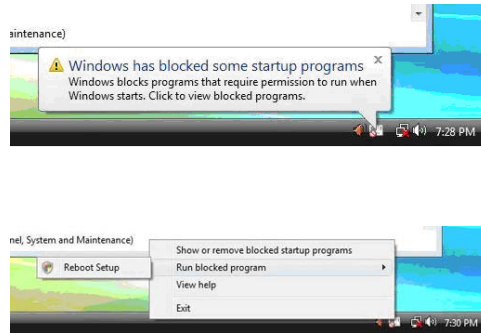 aintenance)
Windows has blocked some startup programs
Windows blocks programs that require permission to run when
Windows starts. Click to view blocked programs.
7:28 PM
nel, System and Maintenance)
Show or remove blocked startup programs
Reboot Setup
Run blocked program
View help
Exit
7:30 PM